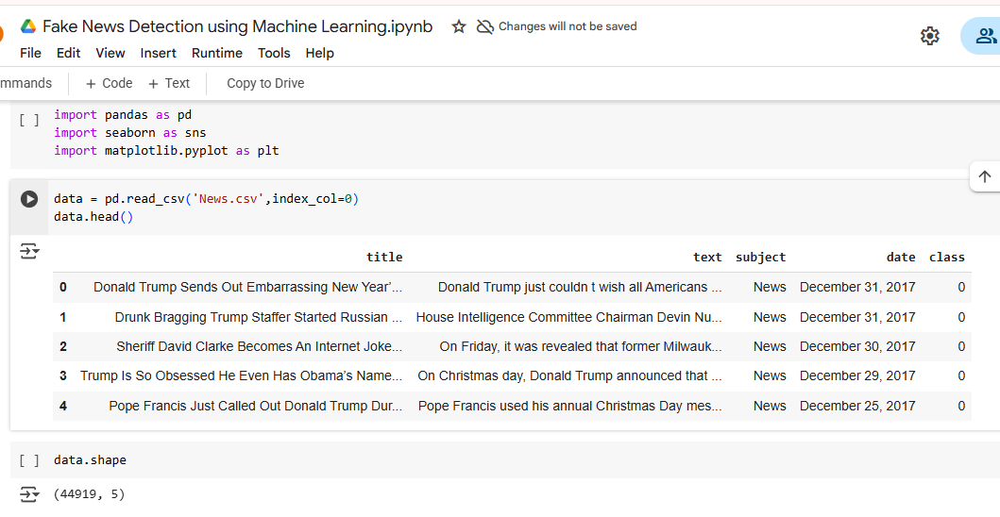 Fake News Detection using Machine Learning.ipynb Changes will not be saved
File Edit View Insert Runtime Tools Help
mmands + Code + Text Copy to Drive
[ ] import pandas as pd
import seaborn as sns
import matplotlib.pyplot as plt
data = pd.read_csv('News.csv',index_col=0)
data.head()
title text subject date class
0 Donald Trump Sends Out Embarrassing New Year’... Donald Trump just couldn t wish all Americans ... News December 31, 2017 0
1 Drunk Bragging Trump Staffer Started Russian ... House Intelligence Committee Chairman Devin Nu... News December 31, 2017 0
2 Sheriff David Clarke Becomes An Internet Joke... On Friday, it was revealed that former Milwauk... News December 30, 2017 0
3 Trump Is So Obsessed He Even Has Obama’s Name... On Christmas day, Donald Trump announced that ... News December 29, 2017 0
4 Pope Francis Just Called Out Donald Trump Dur... Pope Francis used his annual Christmas Day mes... News December 25, 2017 0
[ ] data.shape
(44919, 5)